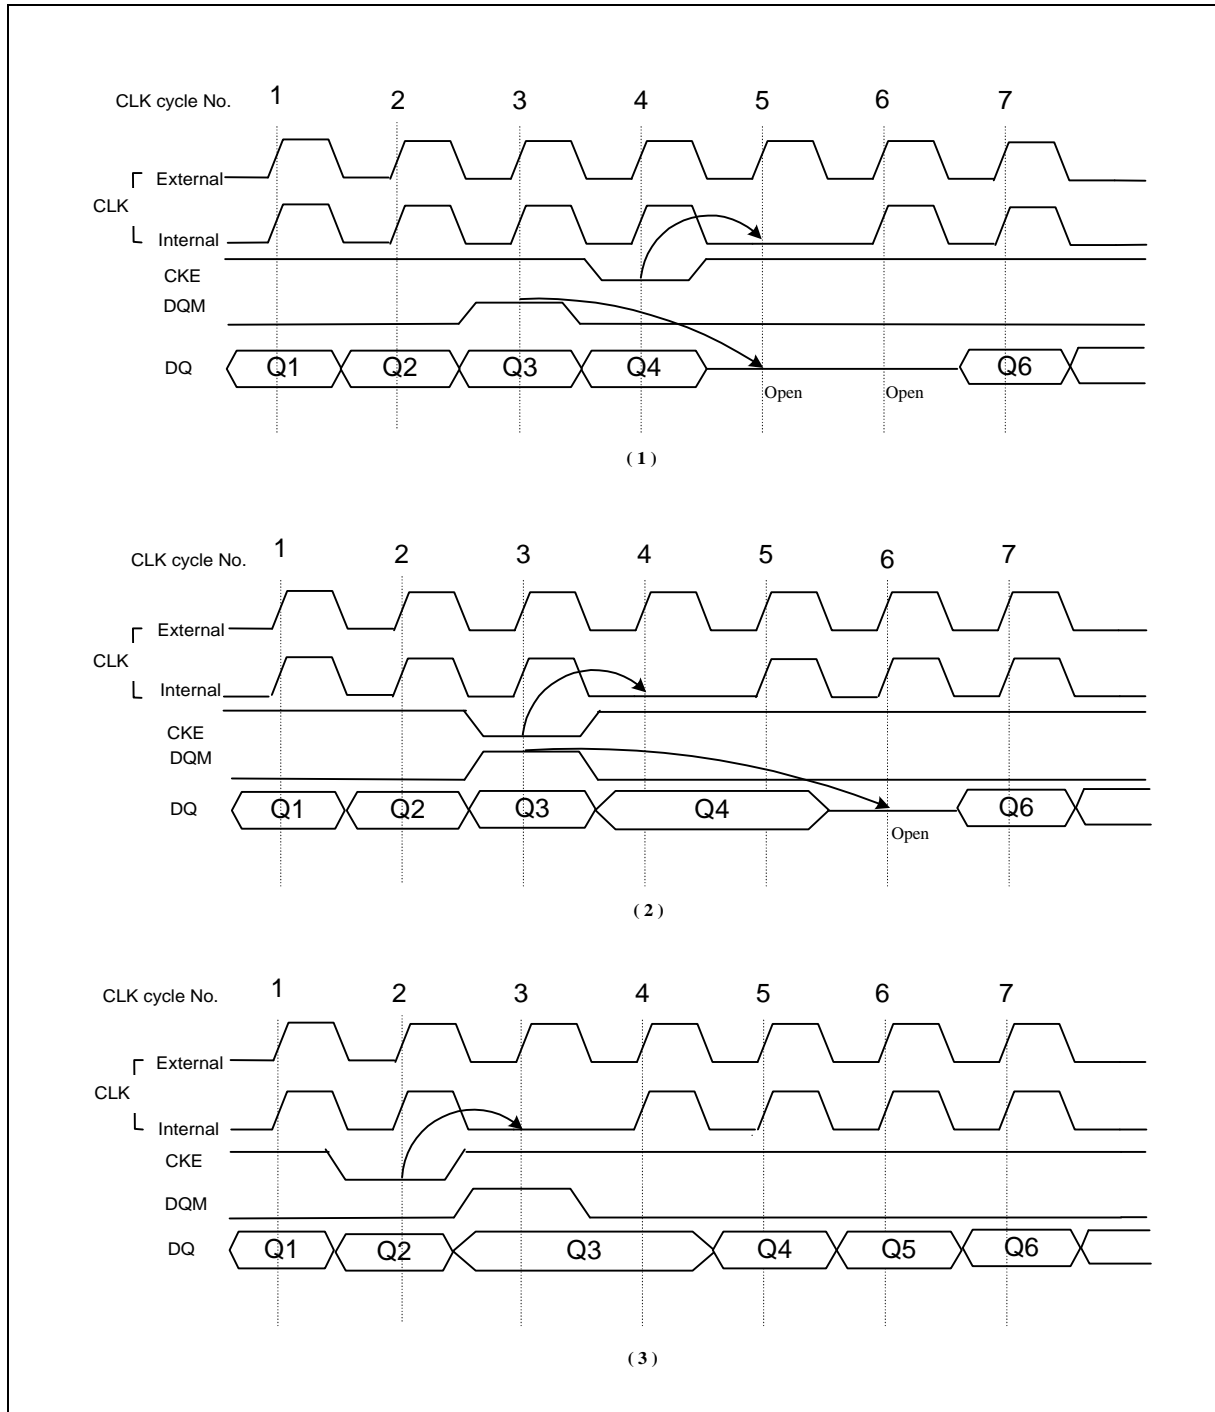 CLK cycle No. 1 2 3 4 5 6 7
External
CLK
Internal
CKE
DQM
DQ Q1 Q2 Q3 Q4 Q6
Open Open
( 1 )
CLK cycle No. 1 2 3 4 5 6 7
External
CLK
Internal
CKE
DQM
DQ Q1 Q2 Q3 Q4 Q6
Open
( 2 )
CLK cycle No. 1 2 3 4 5 6 7
External
CLK
Internal
CKE
DQM
DQ Q1 Q2 Q3 Q4 Q5 Q6
( 3 )